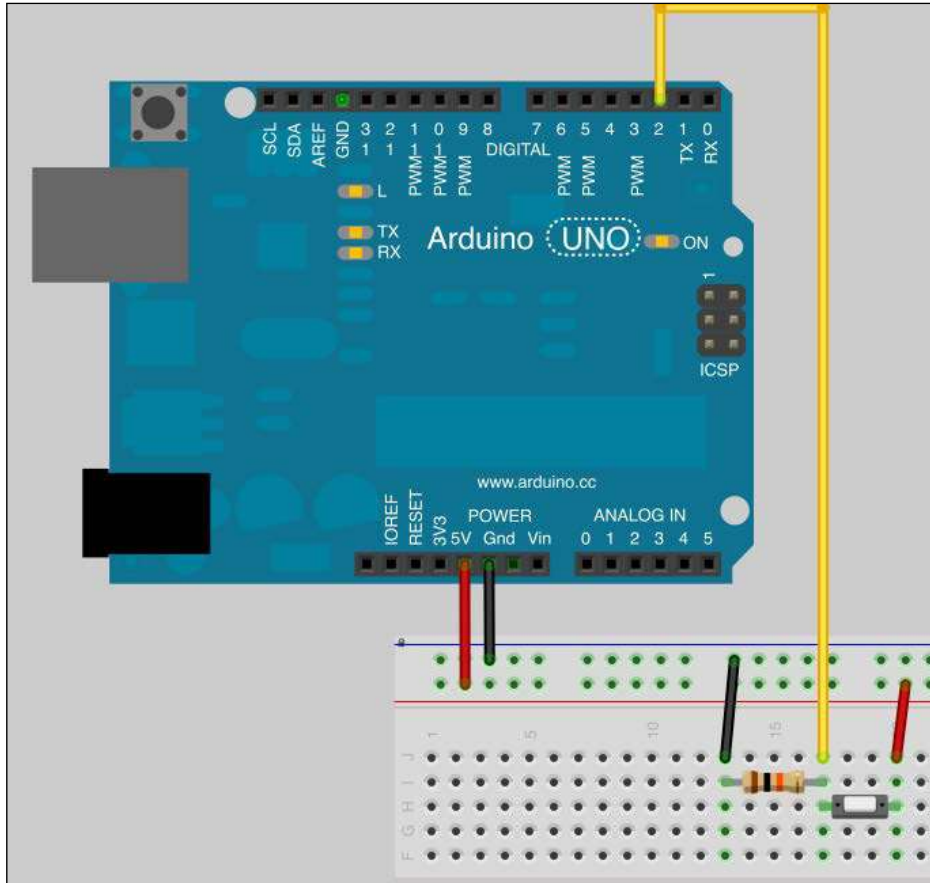 SCL
SDA
AREF
GND
13
12
PWM 11
PWM 10
PWM 9
8
DIGITAL
7
PWM 6
PWM 5
4
PWM 3
2
TX 1
RX 0
L
TX
RX
Arduino UNO
ON
1
ICSP
www.arduino.cc
POWER
ANALOG IN
IOREF
RESET
3V3
5V Gnd Vin
0 1 2 3 4 5
1 5 10 15
J
I
H
G
F